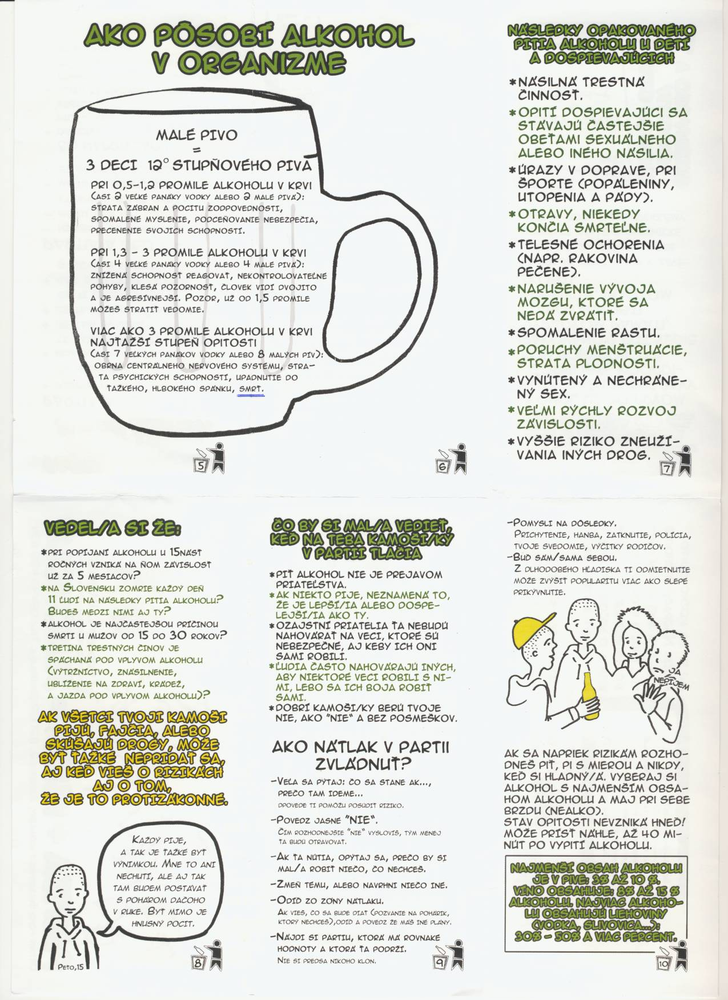 AKO PÔSOBÍ ALKOHOL
V ORGANIZME
MALÉ PIVO
=
3 DECI 12° STUPŇOVÉHO PIVA
PRI 0,5-1,2 PROMILE ALKOHOLU V KRVI
(ASI 2 VEĽKÉ PANÁKY VODKY ALEBO 2 MALÉ PIVÁ):
STRATA ZÁBRAN A POCITU ZODPOVEDNOSTI,
SPOMALENÉ MYSLENIE, PODCEŇOVANIE NEBEZPEČIA,
PRECENENIE SVOJICH SCHOPNOSTÍ.
PRI 1,3 - 3 PROMILE ALKOHOLU V KRVI
(ASI 4 VEĽKÉ PANÁKY VODKY ALEBO 4 MALÉ PIVÁ):
ZNÍŽENÁ SCHOPNOSŤ REAGOVAŤ, NEKONTROLOVATEĽNÉ
POHYBY, KLESÁ POZORNOSŤ, ČLOVEK VIDÍ DVOJITO
A JE AGRESÍVNEJŠÍ. POZOR, UŽ OD 1,5 PROMILE
MÔŽEŠ STRATIŤ VEDOMIE.
VIAC AKO 3 PROMILE ALKOHOLU V KRVI
NAJŤAŽŠÍ STUPEŇ OPITOSTI
(ASI 7 VEĽKÝCH PANÁKOV VODKY ALEBO 8 MALÝCH PÍV):
OBRNA CENTRÁLNEHO NERVOVÉHO SYSTÉMU, STRA-
TA PSYCHICKÝCH SCHOPNOSTÍ, UPADNUTIE DO
ŤAŽKÉHO, HLBOKÉHO SPÁNKU, SMRŤ.
5
6
NÁSLEDKY OPAKOVANÉHO
PITIA ALKOHOLU U DETÍ
A DOSPIEVAJÚCICH
*NÁSILNÁ TRESTNÁ
ČINNOSŤ.
*OPITÍ DOSPIEVAJÚCI SA
STÁVAJÚ ČASTEJŠIE
OBEŤAMI SEXUÁLNEHO
ALEBO INÉHO NÁSILIA.
*ÚRAZY V DOPRAVE, PRI
ŠPORTE (POPÁLENINY,
UTOPENIA A PÁDY).
*OTRAVY, NIEKEDY
KONČIA SMRTEĽNE.
*TELESNÉ OCHORENIA
(NAPR. RAKOVINA
PEČENE).
*NARUŠENIE VÝVOJA
MOZGU, KTORÉ SA
NEDÁ ZVRÁTIŤ.
*SPOMALENIE RASTU.
*PORUCHY MENŠTRUÁCIE,
STRATA PLODNOSTI.
*VYNÚTENÝ A NECHRÁNE-
NÝ SEX.
*VEĽMI RÝCHLY ROZVOJ
ZÁVISLOSTI.
*VYŠŠIE RIZIKO ZNEUŽÍ-
VANIA INÝCH DROG.
7
VEDEL/A SI ŽE:
*PRI POPÍJANÍ ALKOHOLU U 15NÁSŤ
ROČNÝCH VZNIKÁ NA ŇOM ZÁVISLOSŤ
UŽ ZA 5 MESIACOV?
*NA SLOVENSKU ZOMRIE KAŽDÝ DEŇ
11 ĽUDÍ NA NÁSLEDKY PITIA ALKOHOLU?
BUDEŠ MEDZI NIMI AJ TY?
*ALKOHOL JE NAJČASTEJŠOU PRÍČINOU
SMRTI U MUŽOV OD 15 DO 30 ROKOV?
*TRETINA TRESTNÝCH ČINOV JE
SPÁCHANÁ POD VPLYVOM ALKOHOLU
(VÝTRŽNÍCTVO, ZNÁSILNENIE,
UBLÍŽENIE NA ZDRAVÍ, KRÁDEŽ,
A JAZDA POD VPLYVOM ALKOHOLU)?
AK VŠETCI TVOJI KAMOŠI
PIJÚ, FAJČIA, ALEBO
SKÚŠAJÚ DROGY, MÔŽE
BYŤ ŤAŽKÉ NEPRIDAŤ SA,
AJ KEĎ VIEŠ O RIZIKÁCH
AJ O TOM,
ŽE JE TO PROTIZÁKONNÉ.
KAŽDÝ PIJE,
A TAK JE ŤAŽKÉ BYŤ
VÝNIMKOU. MNE TO ANI
NECHUTÍ, ALE AJ TAK
TAM BUDEM POSTÁVAŤ
S POHÁROM DAČOHO
V RUKE. BYŤ MIMO JE
HNUSNÝ POCIT.
PEŤO,15
8
ČO BY SI MAL/A VEDIEŤ,
KEĎ NA TEBA KAMOŠI/KY
V PARTII TLAČIA
*PIŤ ALKOHOL NIE JE PREJAVOM
PRIATEĽSTVA.
*AK NIEKTO PIJE, NEZNAMENÁ TO,
ŽE JE LEPŠÍ/IA ALEBO DOSPE-
LEJŠÍ/IA AKO TY.
*OZAJSTNÍ PRIATELIA ŤA NEBUDÚ
NAHOVÁRAŤ NA VECI, KTORÉ SÚ
NEBEZPEČNÉ, AJ KEBY ICH ONI
SAMI ROBILI.
*ĽUDIA ČASTO NAHOVÁRAJÚ INÝCH,
ABY NIEKTORÉ VECI ROBILI S NI-
MI, LEBO SA ICH BOJA ROBIŤ
SAMI.
*DOBRÍ KAMOŠI/KY BERÚ TVOJE
NIE, AKO "NIE" A BEZ POSMEŠKOV.
AKO NÁTLAK V PARTII
ZVLÁDNUŤ?
-VEĽA SA PÝTAJ: ČO SA STANE AK...,
PREČO TAM IDEME...
DPOVEDE TI POMÔŽU POSÚDIŤ RIZIKO.
-POVEDZ JASNÉ "NIE".
ČÍM ROZHODNEJŠIE "NIE" VYSLOVÍŠ, TÝM MENEJ
ŤA BUDÚ OTRAVOVAŤ.
-AK ŤA NÚTIA, OPÝTAJ SA, PREČO BY SI
MAL/A ROBIŤ NIEČO, ČO NECHCEŠ.
-ZMEŇ TÉMU, ALEBO NAVRHNI NIEČO INÉ.
-ODÍĎ ZO ZÓNY NÁTLAKU.
AK VIEŠ, ČO SA BUDE DIAŤ (POZVANIE NA POHÁRIK,
KTORÝ NECHCEŠ),ODÍĎ A POVEDZ ŽE MÁŠ INÉ PLÁNY.
-NÁJDI SI PARTIU, KTORÁ MÁ ROVNAKÉ
HODNOTY A KTORÁ ŤA PODRŽÍ.
NIE SI PREDSA NIKOHO KLON.
9
-POMYSLI NA DÔSLEDKY.
PRICHYTENIE, HANBA, ZATKNUTIE, POLÍCIA,
TVOJE SVEDOMIE, VÝČITKY RODIČOV.
-BUĎ SÁM/SAMA SEBOU.
Z DLHODOBÉHO HĽADISKA TI ODMIETNUTIE
MÔŽE ZVÝŠIŤ POPULARITU VIAC AKO SLEPÉ
PRIKÝVNUTIE.
JA
NEPIJEM
AK SA NAPRIEK RIZIKÁM ROZHO-
DNEŠ PIŤ, PI S MIEROU A NIKDY,
KEĎ SI HLADNÝ/Á. VYBERAJ SI
ALKOHOL S NAJMENŠÍM OBSA-
HOM ALKOHOLU A MAJ PRI SEBE
BRZDU (NEALKO).
STAV OPITOSTI NEVZNIKÁ HNEĎ!
MÔŽE PRÍSŤ NÁHLE, AŽ 40 MI-
NÚT PO VYPITÍ ALKOHOLU.
NAJMENŠÍ OBSAH ALKOHOLU
JE V PIVE: 3% AŽ 10 %.
VÍNO OBSAHUJE: 8% AŽ 15 %
ALKOHOLU. NAJVIAC ALKOHO-
LU OBSAHUJÚ LIEHOVINY
(VODKA, SLIVOVICA...):
30% - 50% A VIAC PERCENT.
10